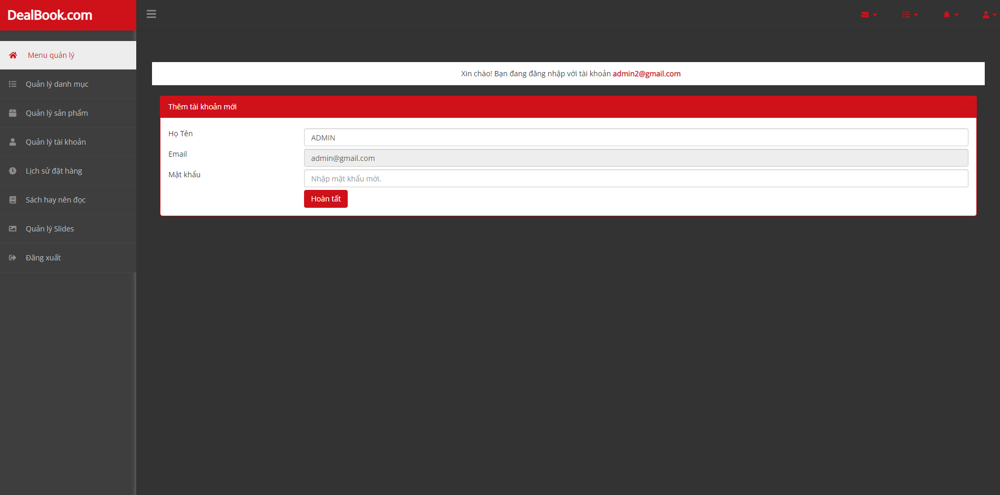 DealBook.com
Menu quản lý
Quản lý danh mục
Quản lý sản phẩm
Quản lý tài khoản
Lịch sử đặt hàng
Sách hay nên đọc
Quản lý Slides
Đăng xuất
Xin chào! Bạn đang đăng nhập với tài khoản admin2@gmail.com
Thêm tài khoản mới
Họ Tên
ADMIN
Email
admin@gmail.com
Mật khẩu
Nhập mật khẩu mới.
Hoàn tất